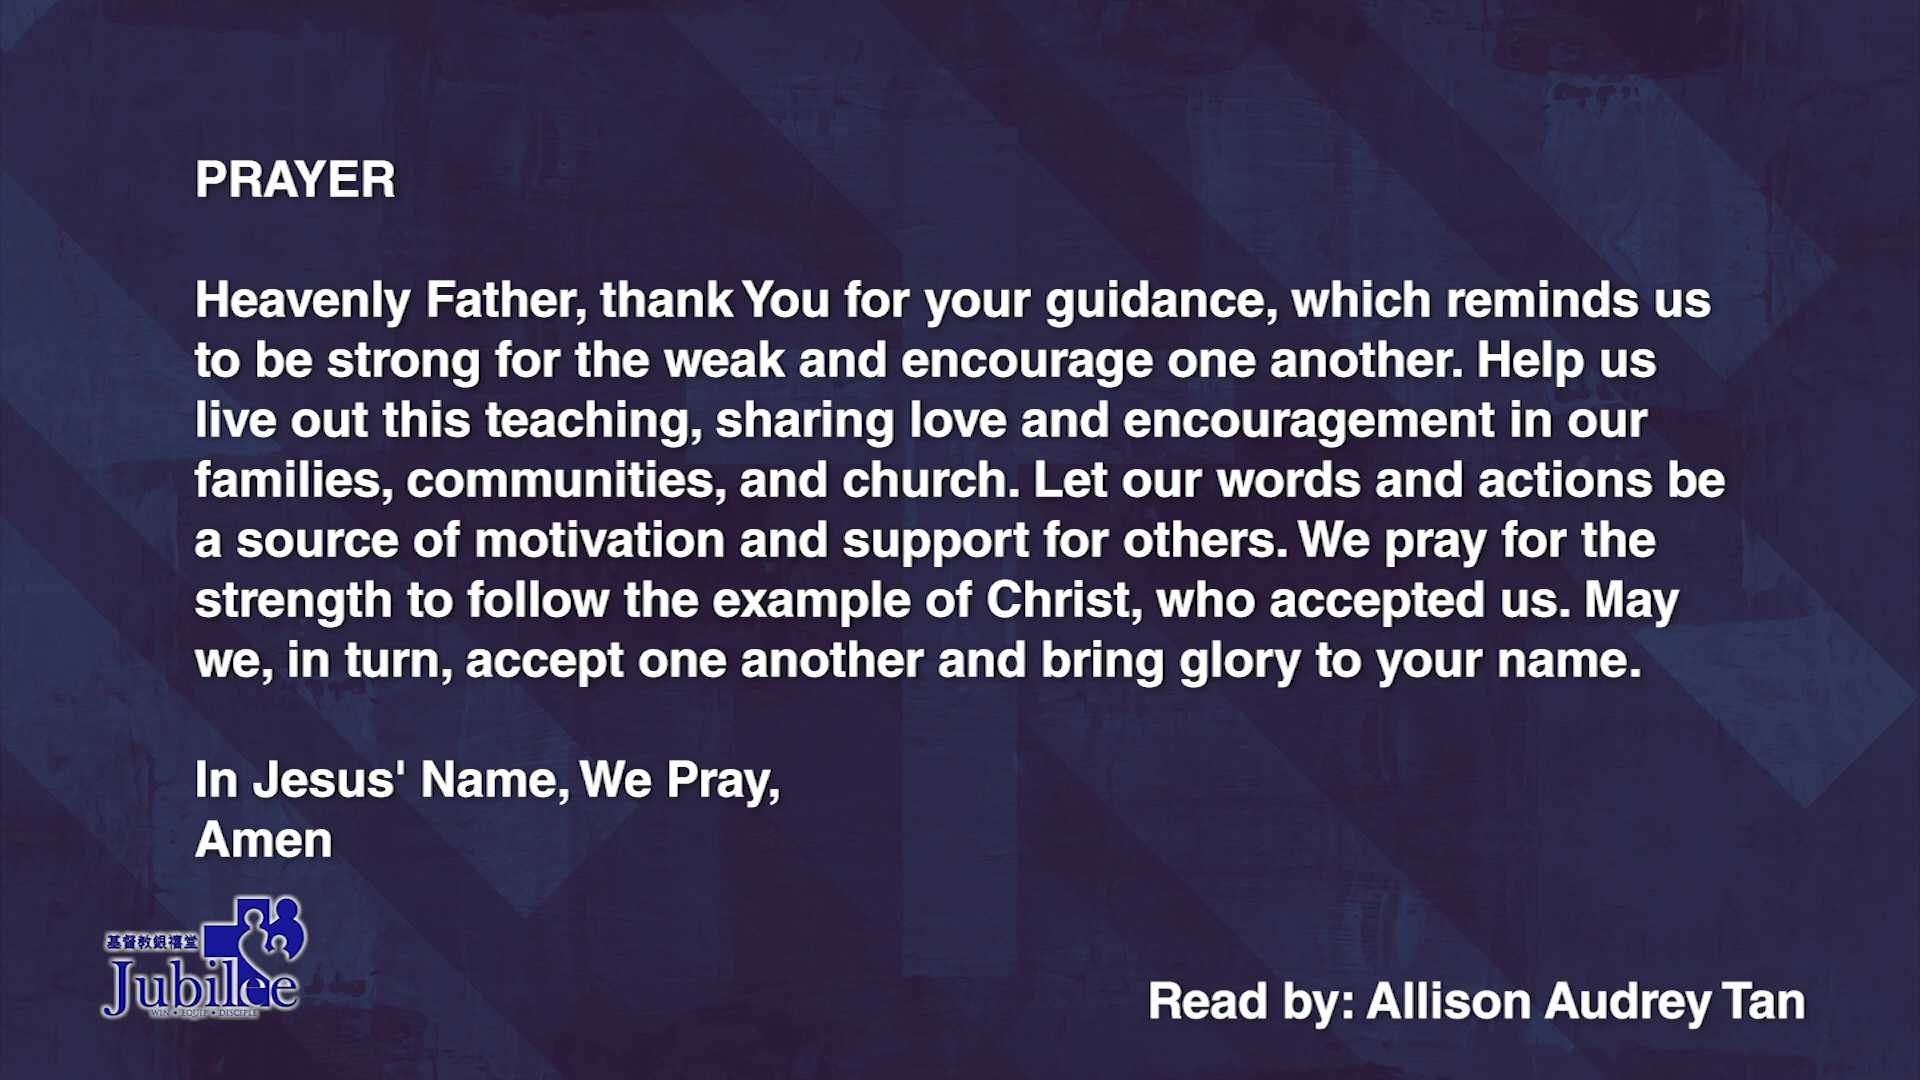 PRAYER
Heavenly Father, thank You for your guidance, which reminds us
to be strong for the weak and encourage one another. Help us
live out this teaching, sharing love and encouragement in our
families, communities, and church. Let our words and actions be
a source of motivation and support for others. We pray for the
strength to follow the example of Christ, who accepted us. May
we, in turn, accept one another and bring glory to your name.
In Jesus' Name, We Pray,
Amen
基督教銀禧堂
Jubilee
WIN • EQUIP • DISCIPLE
Read by: Allison Audrey Tan